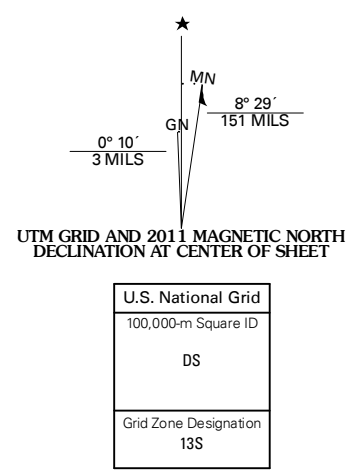 MN
8° 29´
151 MILS
GN
0° 10´
3 MILS
UTM GRID AND 2011 MAGNETIC NORTH
DECLINATION AT CENTER OF SHEET
U.S. National Grid
100,000-m Square ID
DS
Grid Zone Designation
13S